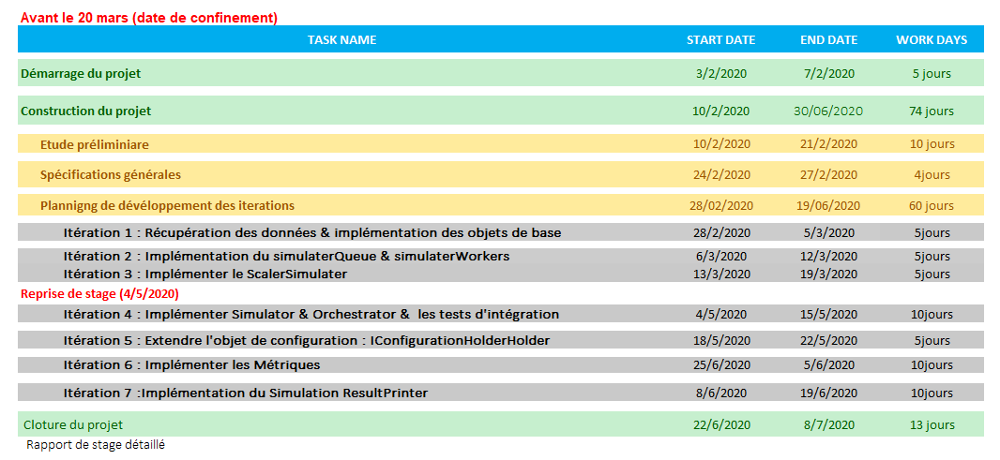 Avant le 20 mars (date de confinement)
TASK NAME START DATE END DATE WORK DAYS
Démarrage du projet 3/2/2020 7/2/2020 5 jours
Construction du projet 10/2/2020 30/06/2020 74 jours
Etude préliminiare 10/2/2020 21/2/2020 10 jours
Spécifications générales 24/2/2020 27/2/2020 4jours
Plannigng de dévéloppement des iterations 28/02/2020 19/06/2020 60 jours
Itération 1 : Récupération des données & implémentation des objets de base 28/2/2020 5/3/2020 5jours
Itération 2 : Implémentation du simulaterQueue & simulaterWorkers 6/3/2020 12/3/2020 5jours
Itération 3 : Implémenter le ScalerSimulater 13/3/2020 19/3/2020 5jours
Reprise de stage (4/5/2020)
Itération 4 : Implémenter Simulator & Orchestrator & les tests d'intégration 4/5/2020 15/5/2020 10jours
Itération 5 : Extendre l'objet de configuration : IConfigurationHolderHolder 18/5/2020 22/5/2020 5jours
Itération 6 : Implémenter les Métriques 25/6/2020 5/6/2020 10jours
Itération 7 :Implémentation du Simulation ResultPrinter 8/6/2020 19/6/2020 10jours
Cloture du projet 22/6/2020 8/7/2020 13 jours
Rapport de stage détaillé